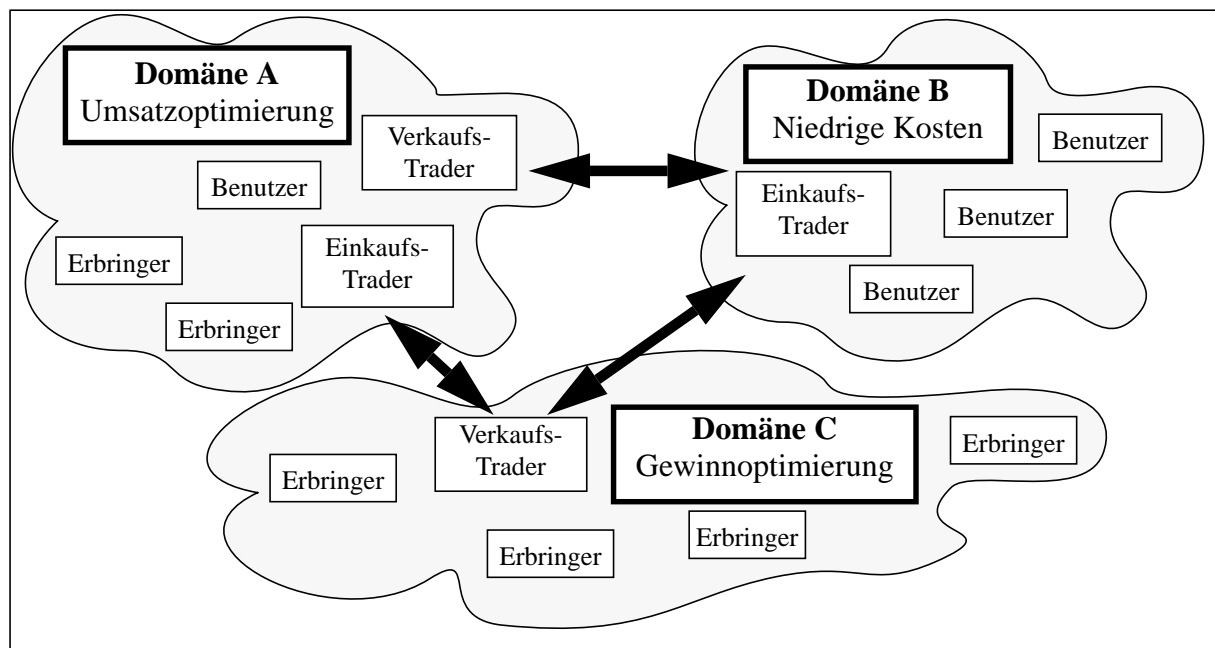 Domäne A
Umsatzoptimierung
Verkaufs-
Trader
Benutzer
Einkaufs-
Trader
Erbringer
Erbringer
Domäne B
Niedrige Kosten
Benutzer
Einkaufs-
Trader
Benutzer
Benutzer
Verkaufs-
Trader
Domäne C
Gewinnoptimierung
Erbringer
Erbringer
Erbringer
Erbringer